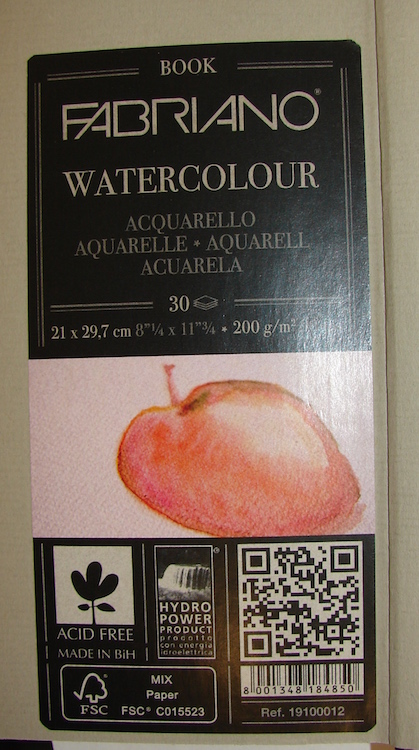 BOOK
FABRIANO®
WATERCOLOUR
ACQUARELLO
AQUARELLE * AQUARELL
ACUARELA
30
21 x 29,7 cm 8"¼ x 11"¾ * 200 g/m²
ACID FREE
MADE IN BiH
HYDRO
POWER
PRODUCT
prodotto
con energia
idroelettrica
®
FSC
MIX
Paper
FSC® C015523
8 001348 184850
Ref. 19100012